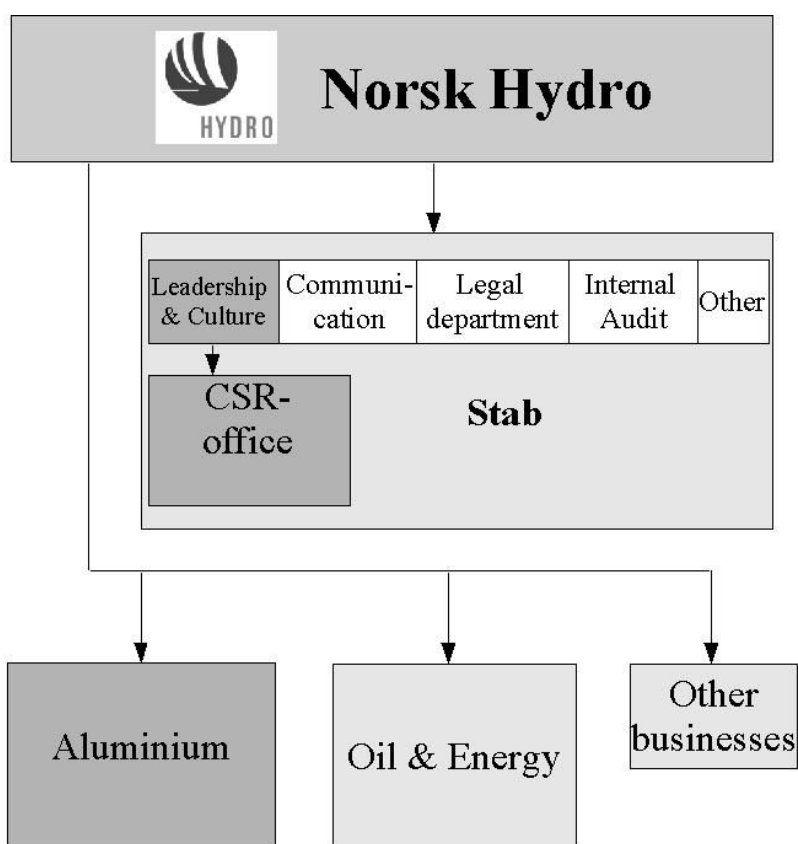 HYDRO
Norsk Hydro
Leadership
& Culture
Communi-
cation
Legal
department
Internal
Audit
Other
CSR-
office
Stab
Aluminium
Oil & Energy
Other
businesses